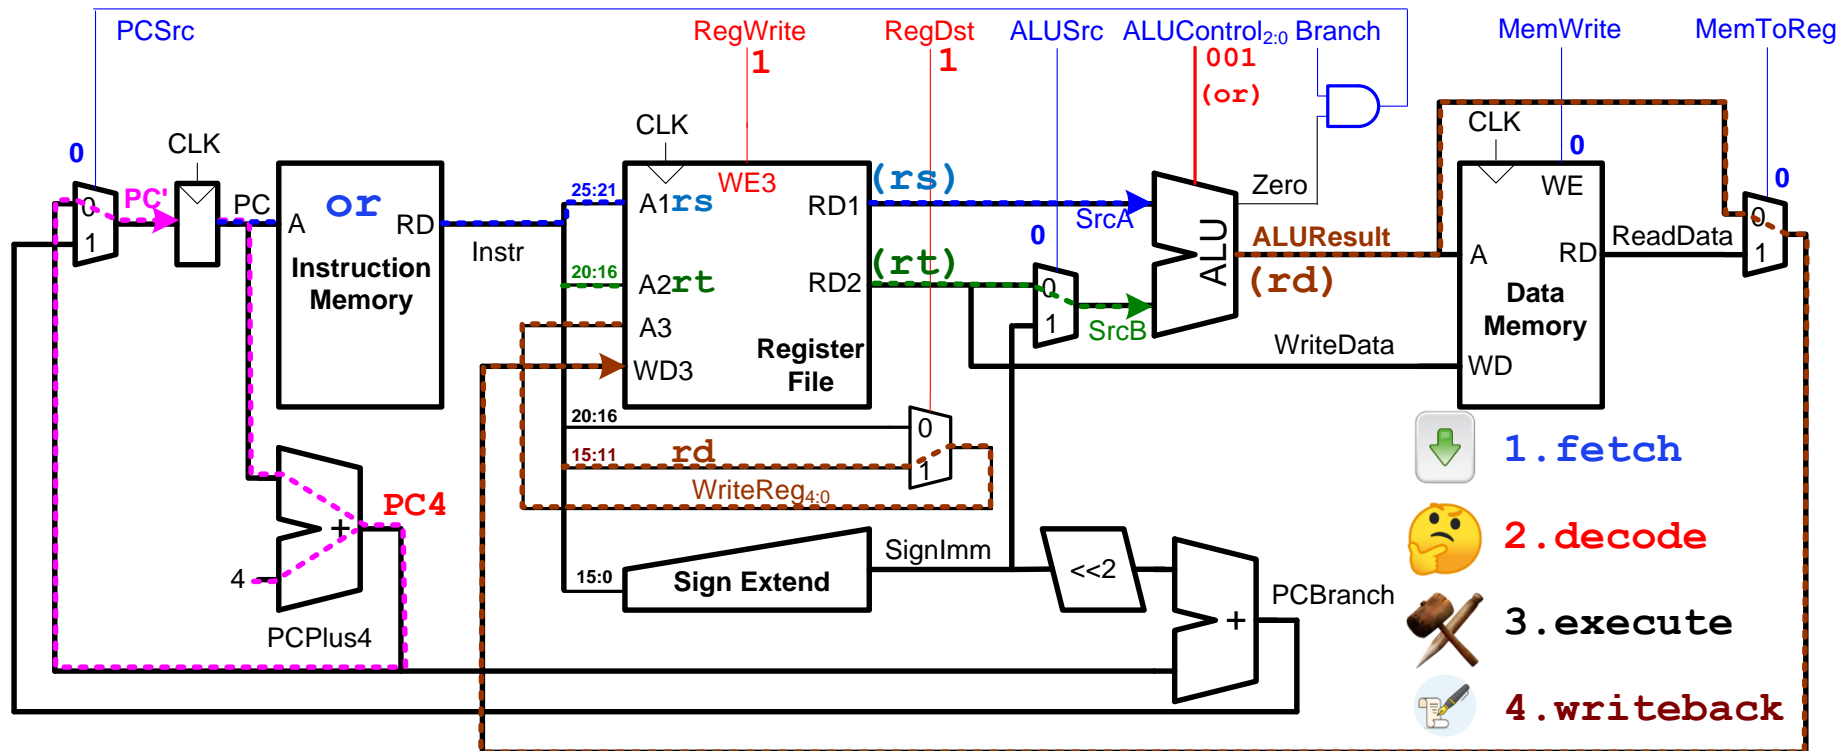 PCSrc
RegWrite
RegDst
ALUSrc
ALUControl2:0
Branch
MemWrite
MemToReg
1
1
001
(or)
0
CLK
CLK
CLK
0
0
0
PC'
PC
0
1
A
or
RD
Instruction
Memory
Instr
25:21
20:16
A1
rs
WE3
RD1
A2
rt
RD2
A3
WD3
Register
File
(rs)
(rt)
SrcA
0
1
SrcB
ALU
Zero
ALUResult
(rd)
WriteData
A
WE
RD
Data
Memory
WD
ReadData
0
1
20:16
15:11
rd
0
1
WriteReg4:0
PC4
+
4
PCPlus4
15:0
Sign Extend
SignImm
<<2
+
PCBranch
1.fetch
2.decode
3.execute
4.writeback